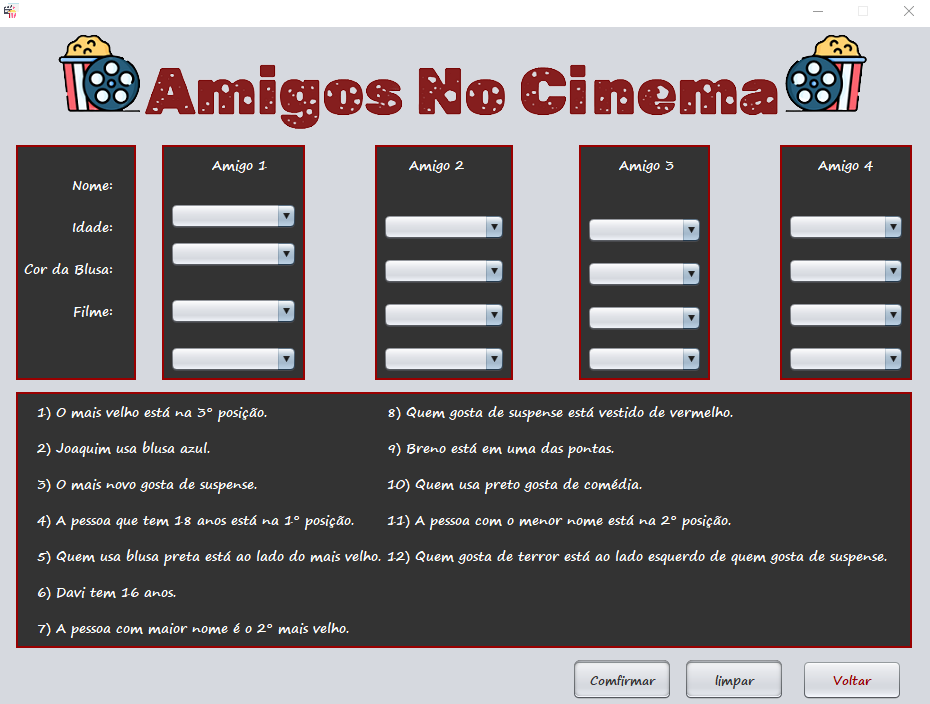 Amigos No Cinema
Amigo 1
Amigo 2
Amigo 3
Amigo 4
Nome:
Idade:
Cor da Blusa:
Filme:
1) O mais velho está na 3° posição.
2) Joaquim usa blusa azul.
3) O mais novo gosta de suspense.
4) A pessoa que tem 18 anos está na 1° posição.
5) Quem usa blusa preta está ao lado do mais velho.
6) Davi tem 16 anos.
7) A pessoa com maior nome é o 2° mais velho.
8) Quem gosta de suspense está vestido de vermelho.
9) Breno está em uma das pontas.
10) Quem usa preto gosta de comédia.
11) A pessoa com o menor nome está na 2° posição.
12) Quem gosta de terror está ao lado esquerdo de quem gosta de suspense.
Comfirmar
limpar
Voltar